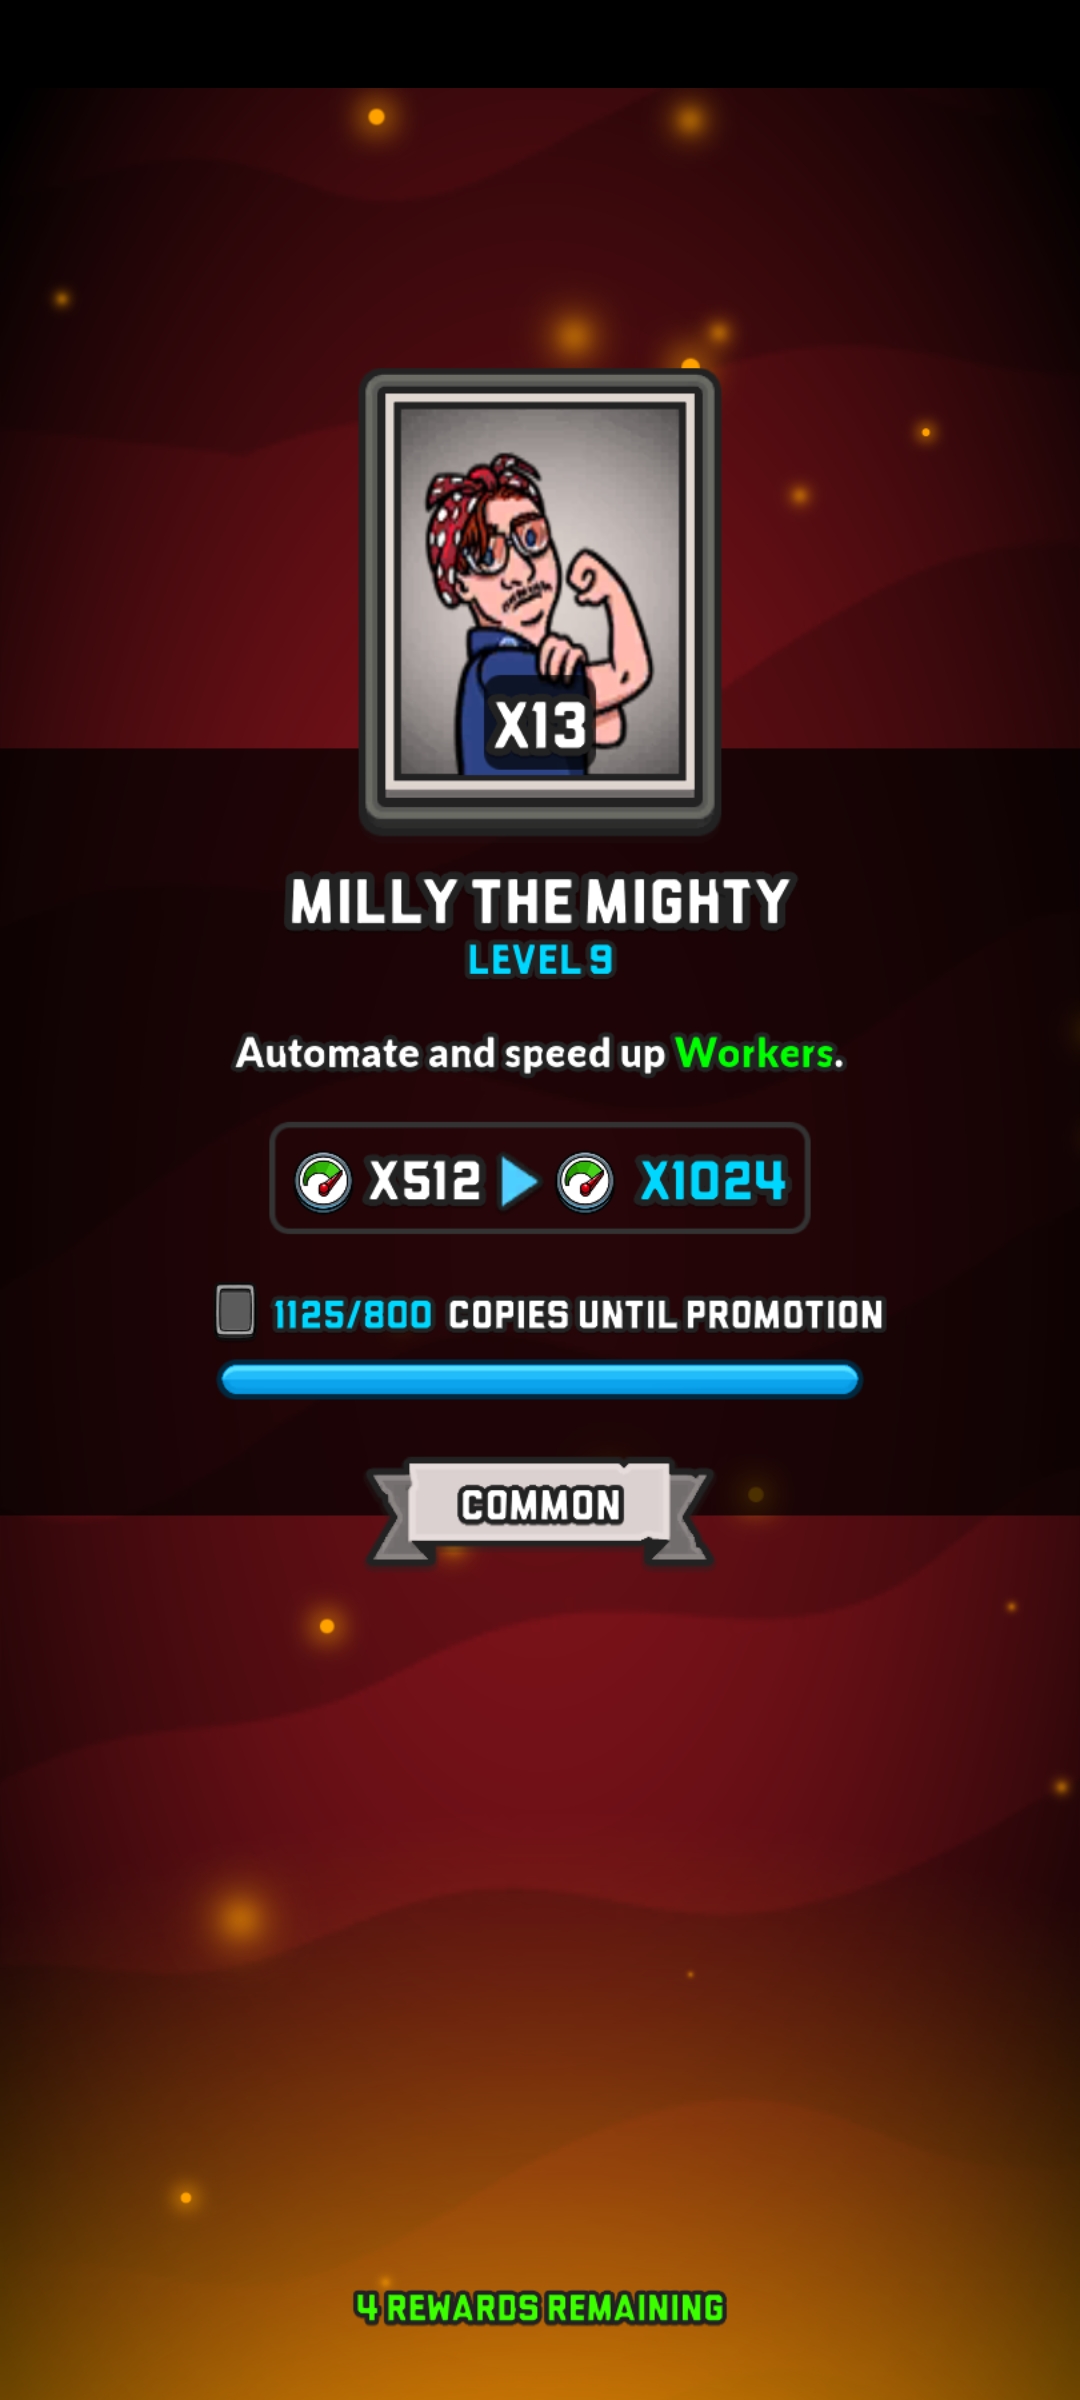 X13
MILLY THE MIGHTY
LEVEL 9
Automate and speed up Workers.
X512 X1024
1125/800 COPIES UNTIL PROMOTION
COMMON
4 REWARDS REMAINING